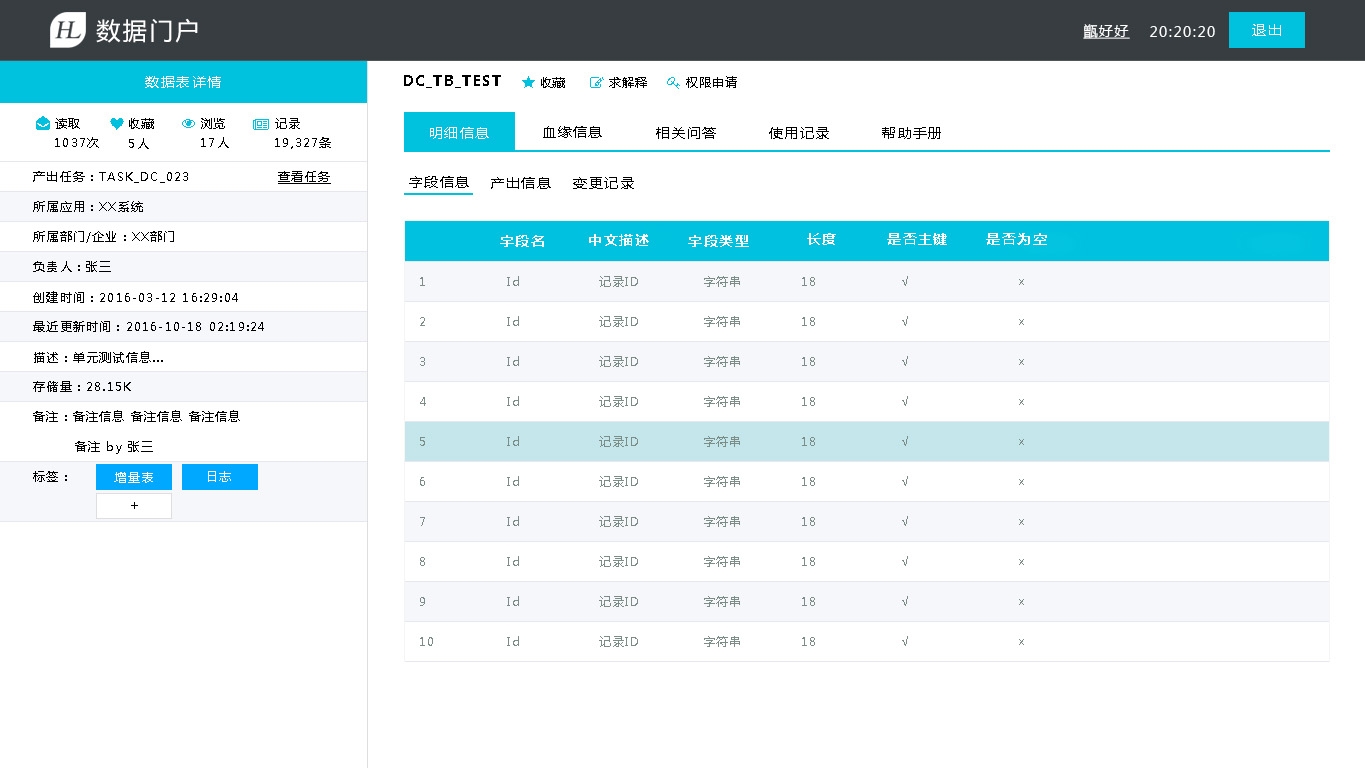 HL 数据门户 甑好好 20:20:20 退出
数据表详情
读取 收藏 浏览 记录
1037次 5人 17人 19,327条
产出任务：TASK_DC_023 查看任务
所属应用：XX系统
所属部门/企业：XX部门
负责人：张三
创建时间：2016-03-12 16:29:04
最近更新时间：2016-10-18 02:19:24
描述：单元测试信息...
存储量：28.15K
备注：备注信息 备注信息 备注信息
备注 by 张三
标签： 增量表 日志
+
DC_TB_TEST 收藏 求解释 权限申请
明细信息 血缘信息 相关问答 使用记录 帮助手册
字段信息 产出信息 变更记录
字段名 中文描述 字段类型 长度 是否主键 是否为空
1 Id 记录ID 字符串 18 √ x
2 Id 记录ID 字符串 18 √ x
3 Id 记录ID 字符串 18 √ x
4 Id 记录ID 字符串 18 √ x
5 Id 记录ID 字符串 18 √ x
6 Id 记录ID 字符串 18 √ x
7 Id 记录ID 字符串 18 √ x
8 Id 记录ID 字符串 18 √ x
9 Id 记录ID 字符串 18 √ x
10 Id 记录ID 字符串 18 √ x